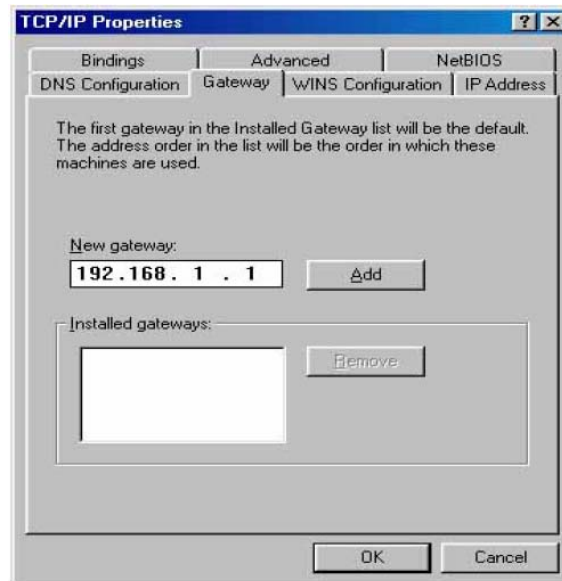 TCP/IP Properties
Bindings Advanced NetBIOS
DNS Configuration Gateway WINS Configuration IP Address
The first gateway in the Installed Gateway list will be the default.
The address order in the list will be the order in which these
machines are used.
New gateway:
192.168. 1 . 1
Add
Installed gateways:
Remove
OK Cancel